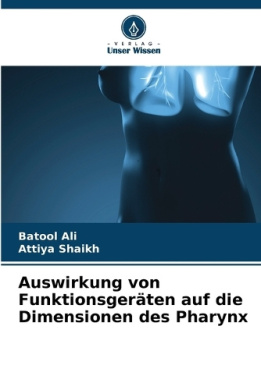 - VERLAG -
Unser Wissen
Batool Ali
Attiya Shaikh
Auswirkung von
Funktionsgeräten auf die
Dimensionen des Pharynx